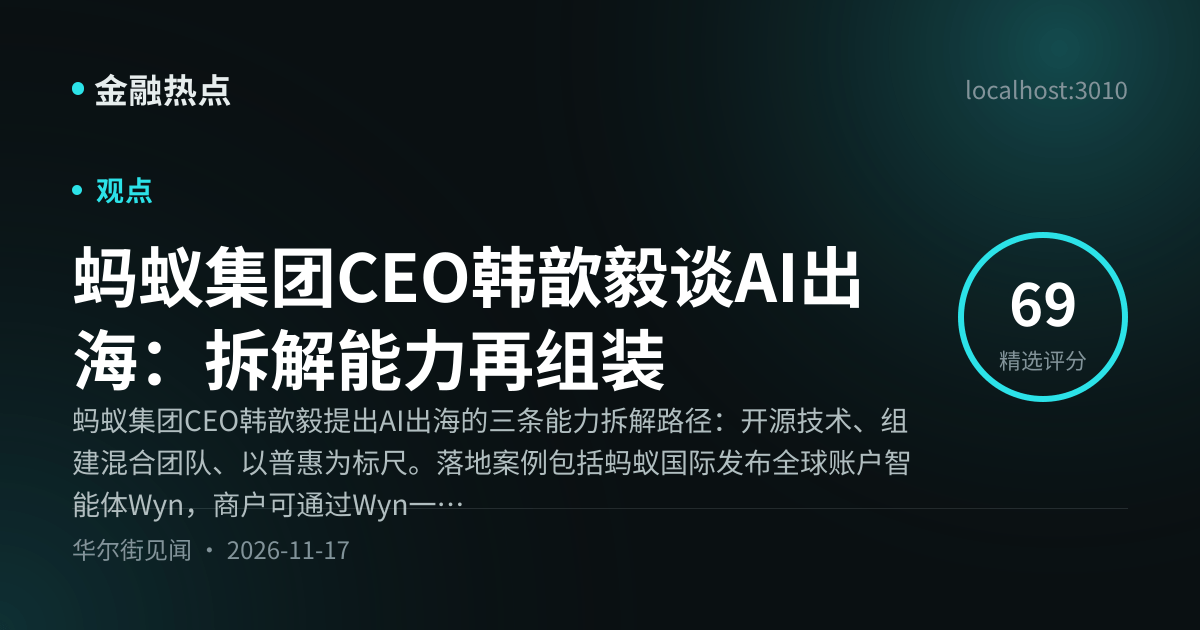 金融热点
localhost:3010
观点
蚂蚁集团CEO韩歆毅谈AI出
海：拆解能力再组装
69
精选评分
蚂蚁集团CEO韩歆毅提出AI出海的三条能力拆解路径：开源技术、组
建混合团队、以普惠为标尺。落地案例包括蚂蚁国际发布全球账户智
能体Wyn，商户可通过Wyn一…
华尔街见闻 · 2026-11-17